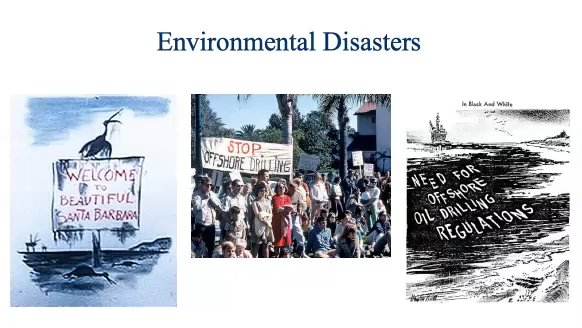 Environmental Disasters
WELCOME
TO
BEAUTIFUL
SANTA BARBARA
STOP
OFFSHORE DRILLING
In Black And White
NEED FOR
OFFSHORE
OIL DRILLING
REGULATIONS